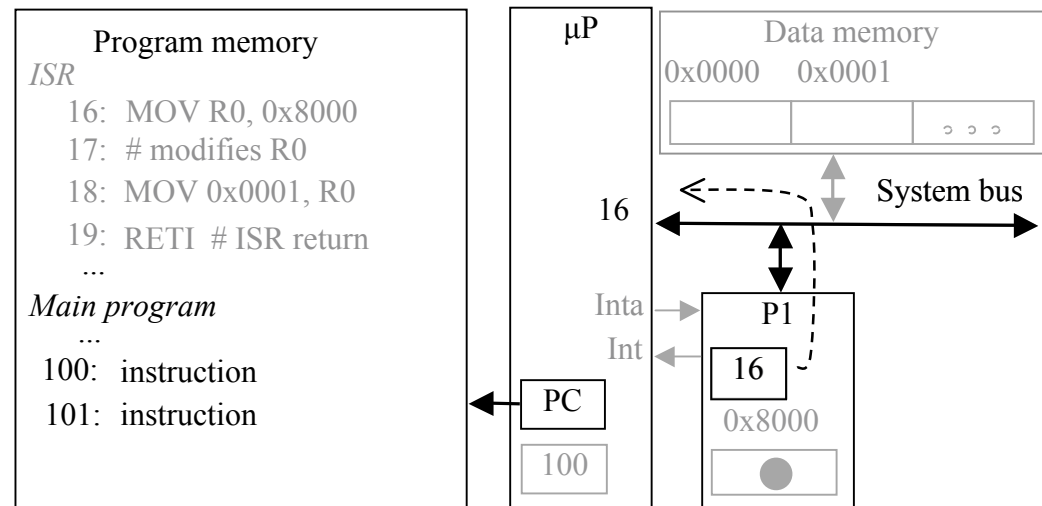 Program memory
ISR
16: MOV R0, 0x8000
17: # modifies R0
18: MOV 0x0001, R0
19: RETI # ISR return
...
Main program
...
100: instruction
101: instruction
μP
16
Inta
Int
PC
100
Data memory
0x0000 0x0001
System bus
P1
16
0x8000